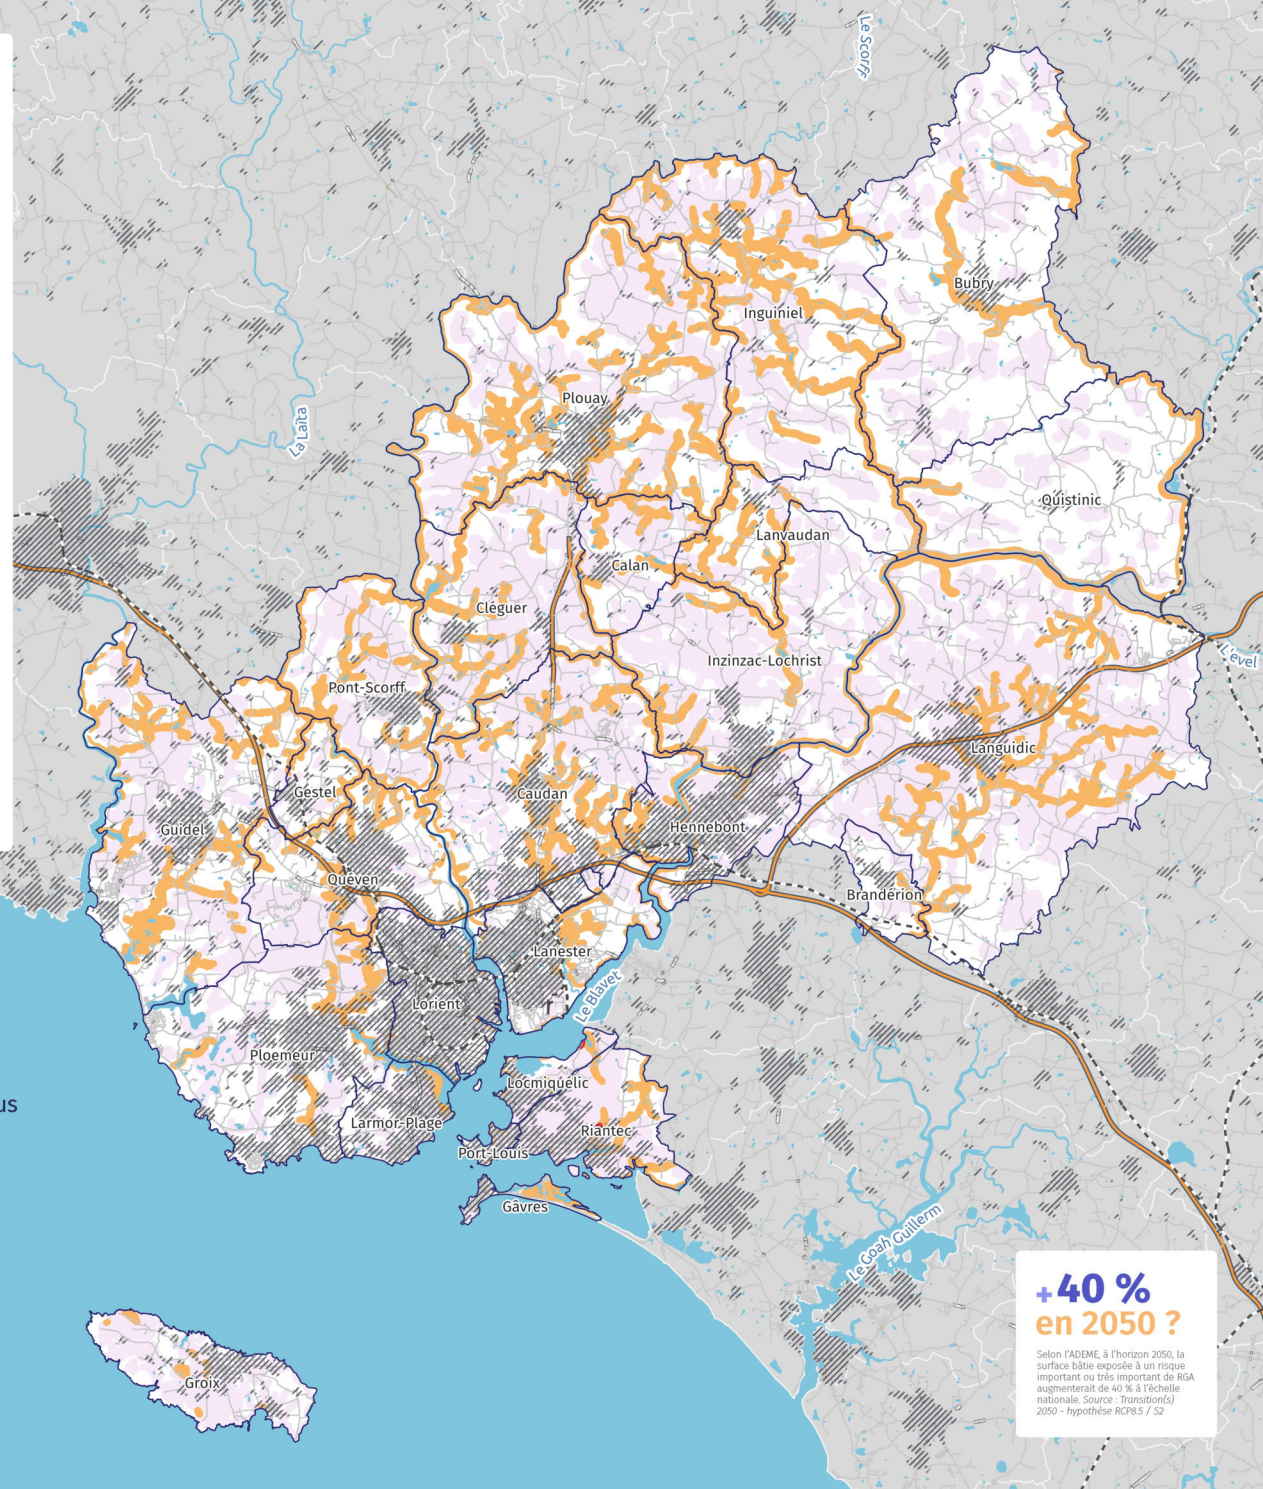 Le Scorff
Bubry
Inguiniel
Plouay
La Laïta
Quistinic
Lanvaudan
Calan
Cléguer
L'evel
Inzinzac-Lochrist
Pont-Scorff
Languidic
Gestel
Caudan
Guidel
Hennebont
Quéven
Brandérion
Lanester
Le Blavet
Lorient
Ploemeur
Locmiquélic
us
Larmor-Plage
Riantec
Port-Louis
Gâvres
Le Goah Guillerm
Groix
+40 %
en 2050 ?
Selon l'ADEME, à l'horizon 2050, la
surface bâtie exposée à un risque
important ou très important de RGA
augmenterait de 40 % à l'échelle
nationale. Source : Transition(s)
2050 - hypothèse RCP8.5 / S2